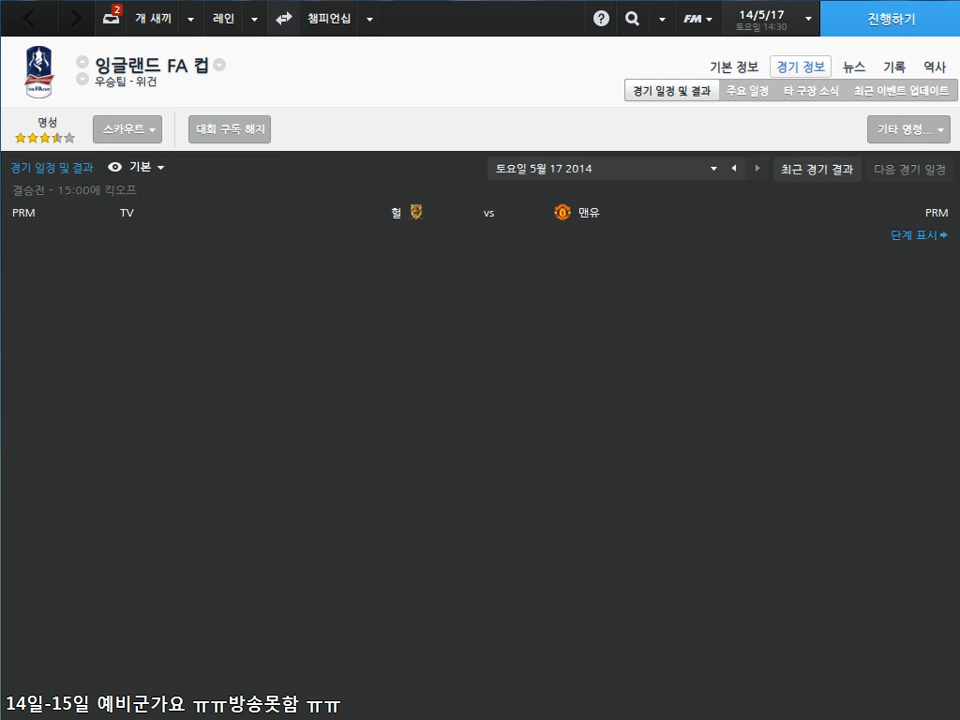 2 개 새끼 레인 챔피언십 FM 14/5/17 진행하기
토요일 14:30
잉글랜드 FA 컵
우승팀 - 위건
기본 정보 경기 정보 뉴스 기록 역사
경기 일정 및 결과 주요 일정 타 구장 소식 최근 이벤트 업데이트
명성 스카우트 대회 구독 해지 기타 명령...
경기 일정 및 결과 기본 토요일 5월 17 2014 최근 경기 결과 다음 경기 일정
결승전 - 15:00에 킥오프
PRM TV 헐 vs 맨유 PRM
단계 표시
14일-15일 예비군가요 ㅠㅠ방송못함 ㅠㅠ